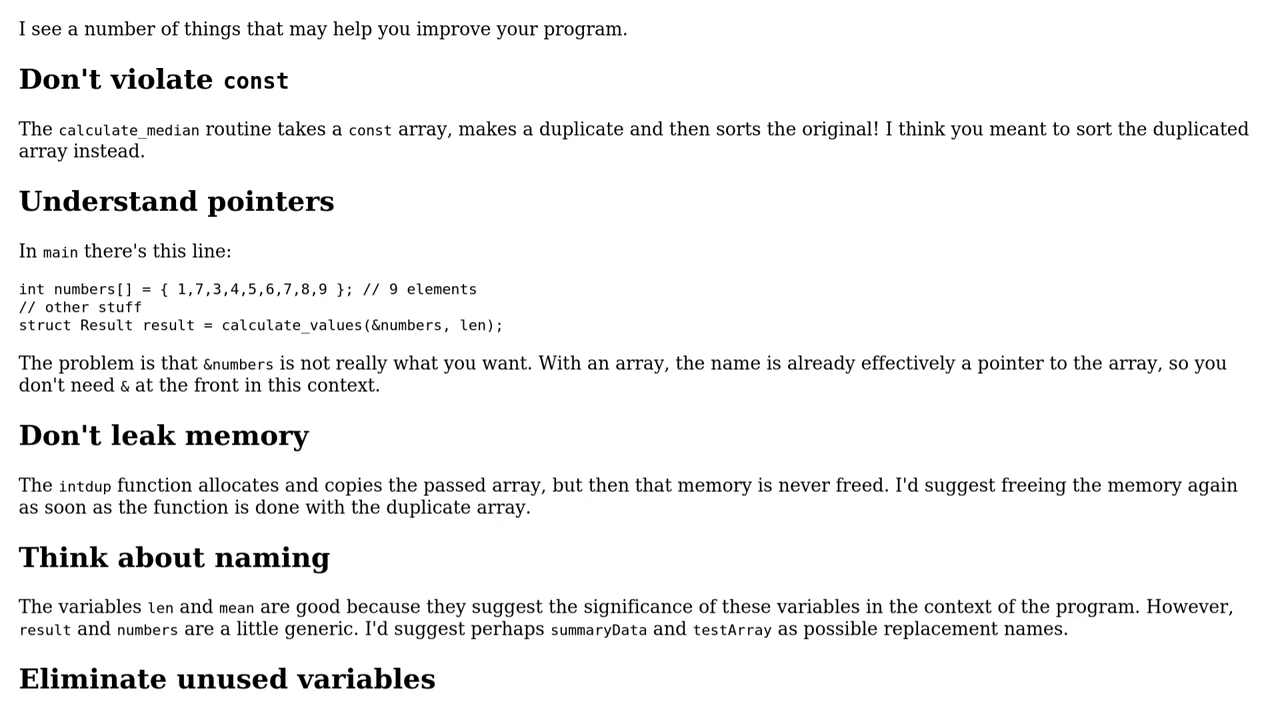 I see a number of things that may help you improve your program.
Don't violate const
The calculate_median routine takes a const array, makes a duplicate and then sorts the original! I think you meant to sort the duplicated
array instead.
Understand pointers
In main there's this line:
int numbers[] = { 1,7,3,4,5,6,7,8,9 }; // 9 elements
// other stuff
struct Result result = calculate_values(&numbers, len);
The problem is that &numbers is not really what you want. With an array, the name is already effectively a pointer to the array, so you
don't need & at the front in this context.
Don't leak memory
The intdup function allocates and copies the passed array, but then that memory is never freed. I'd suggest freeing the memory again
as soon as the function is done with the duplicate array.
Think about naming
The variables len and mean are good because they suggest the significance of these variables in the context of the program. However,
result and numbers are a little generic. I'd suggest perhaps summaryData and testArray as possible replacement names.
Eliminate unused variables